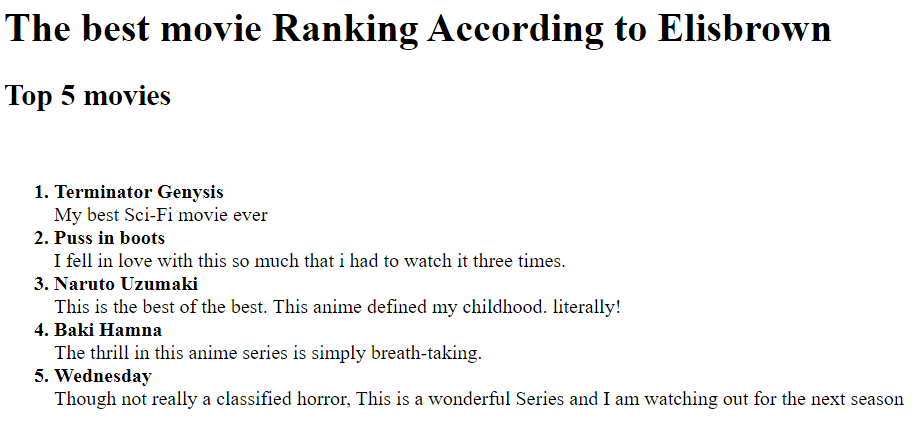 The best movie Ranking According to Elisbrown
Top 5 movies
1. Terminator Genysis
My best Sci-Fi movie ever
2. Puss in boots
I fell in love with this so much that i had to watch it three times.
3. Naruto Uzumaki
This is the best of the best. This anime defined my childhood. literally!
4. Baki Hamna
The thrill in this anime series is simply breath-taking.
5. Wednesday
Though not really a classified horror, This is a wonderful Series and I am watching out for the next season